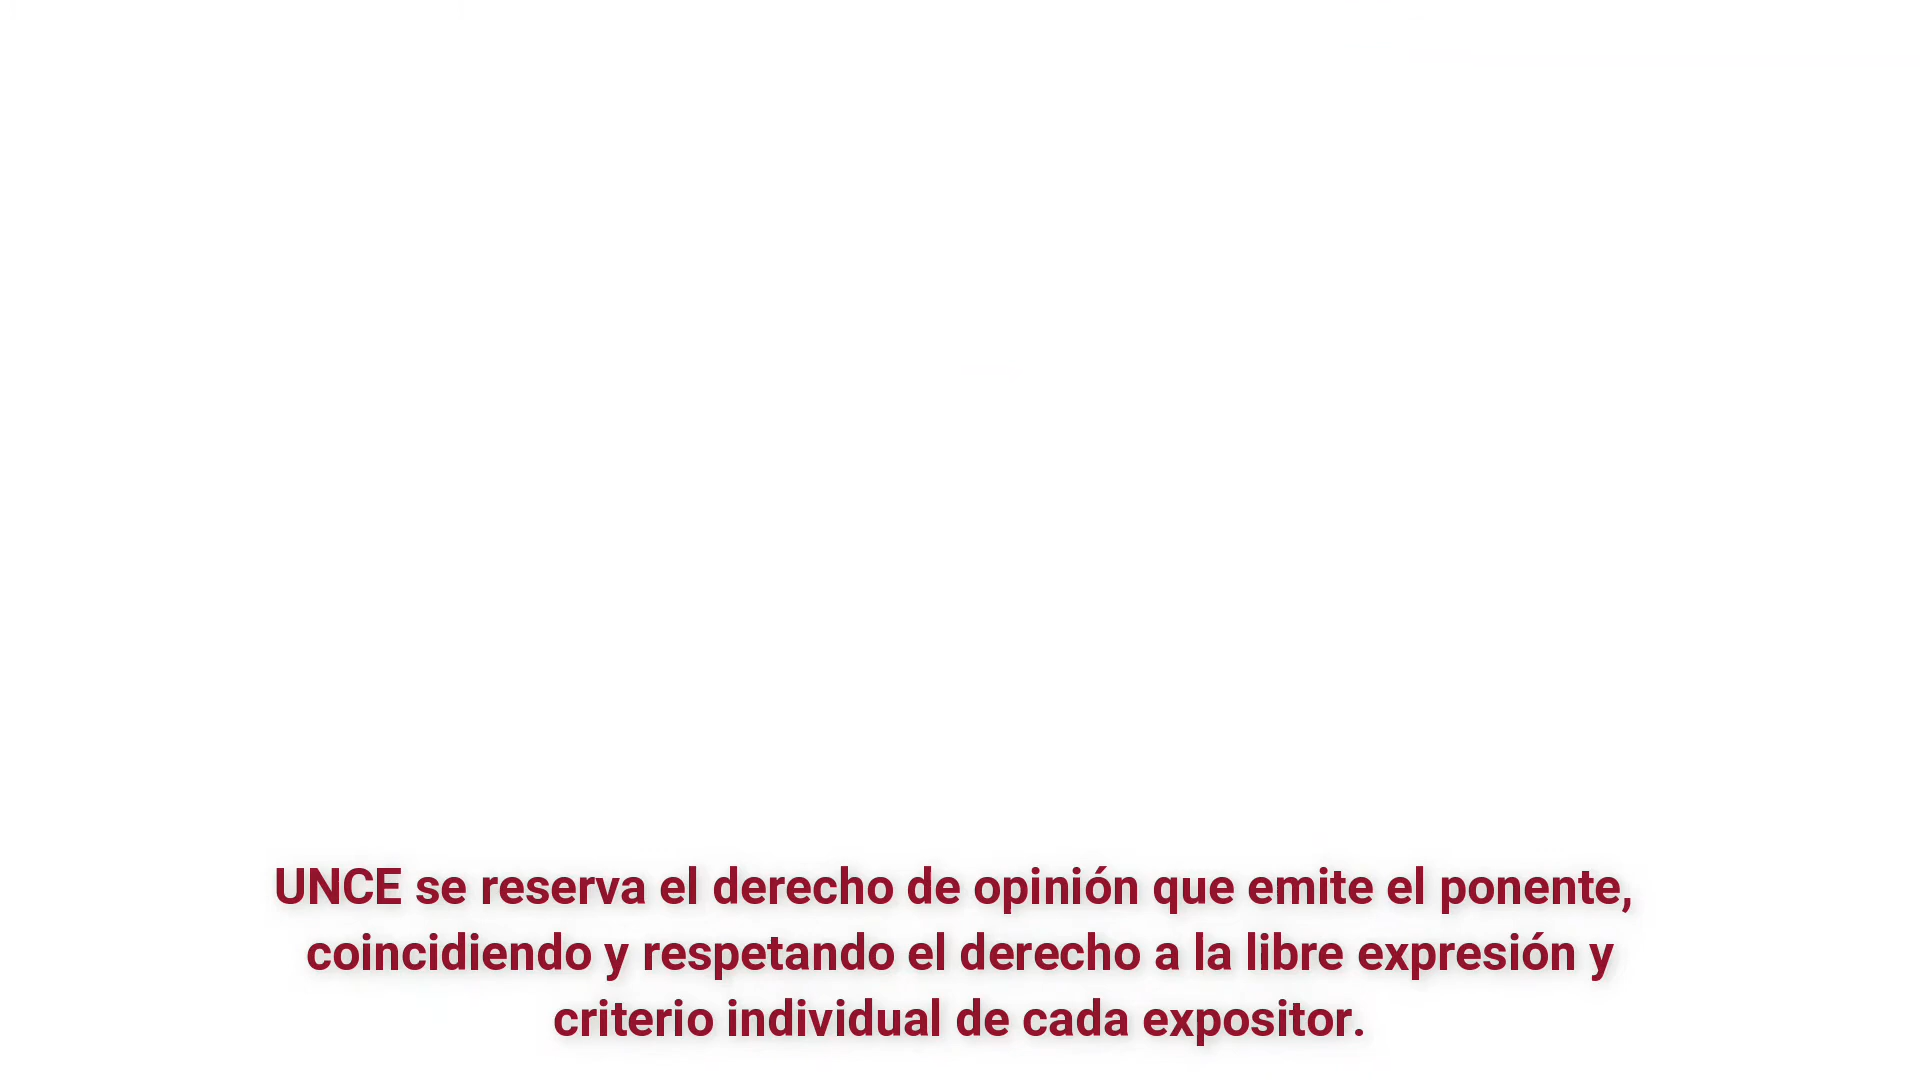 UNCE se reserva el derecho de opinión que emite el ponente,
coincidiendo y respetando el derecho a la libre expresión y
criterio individual de cada expositor.